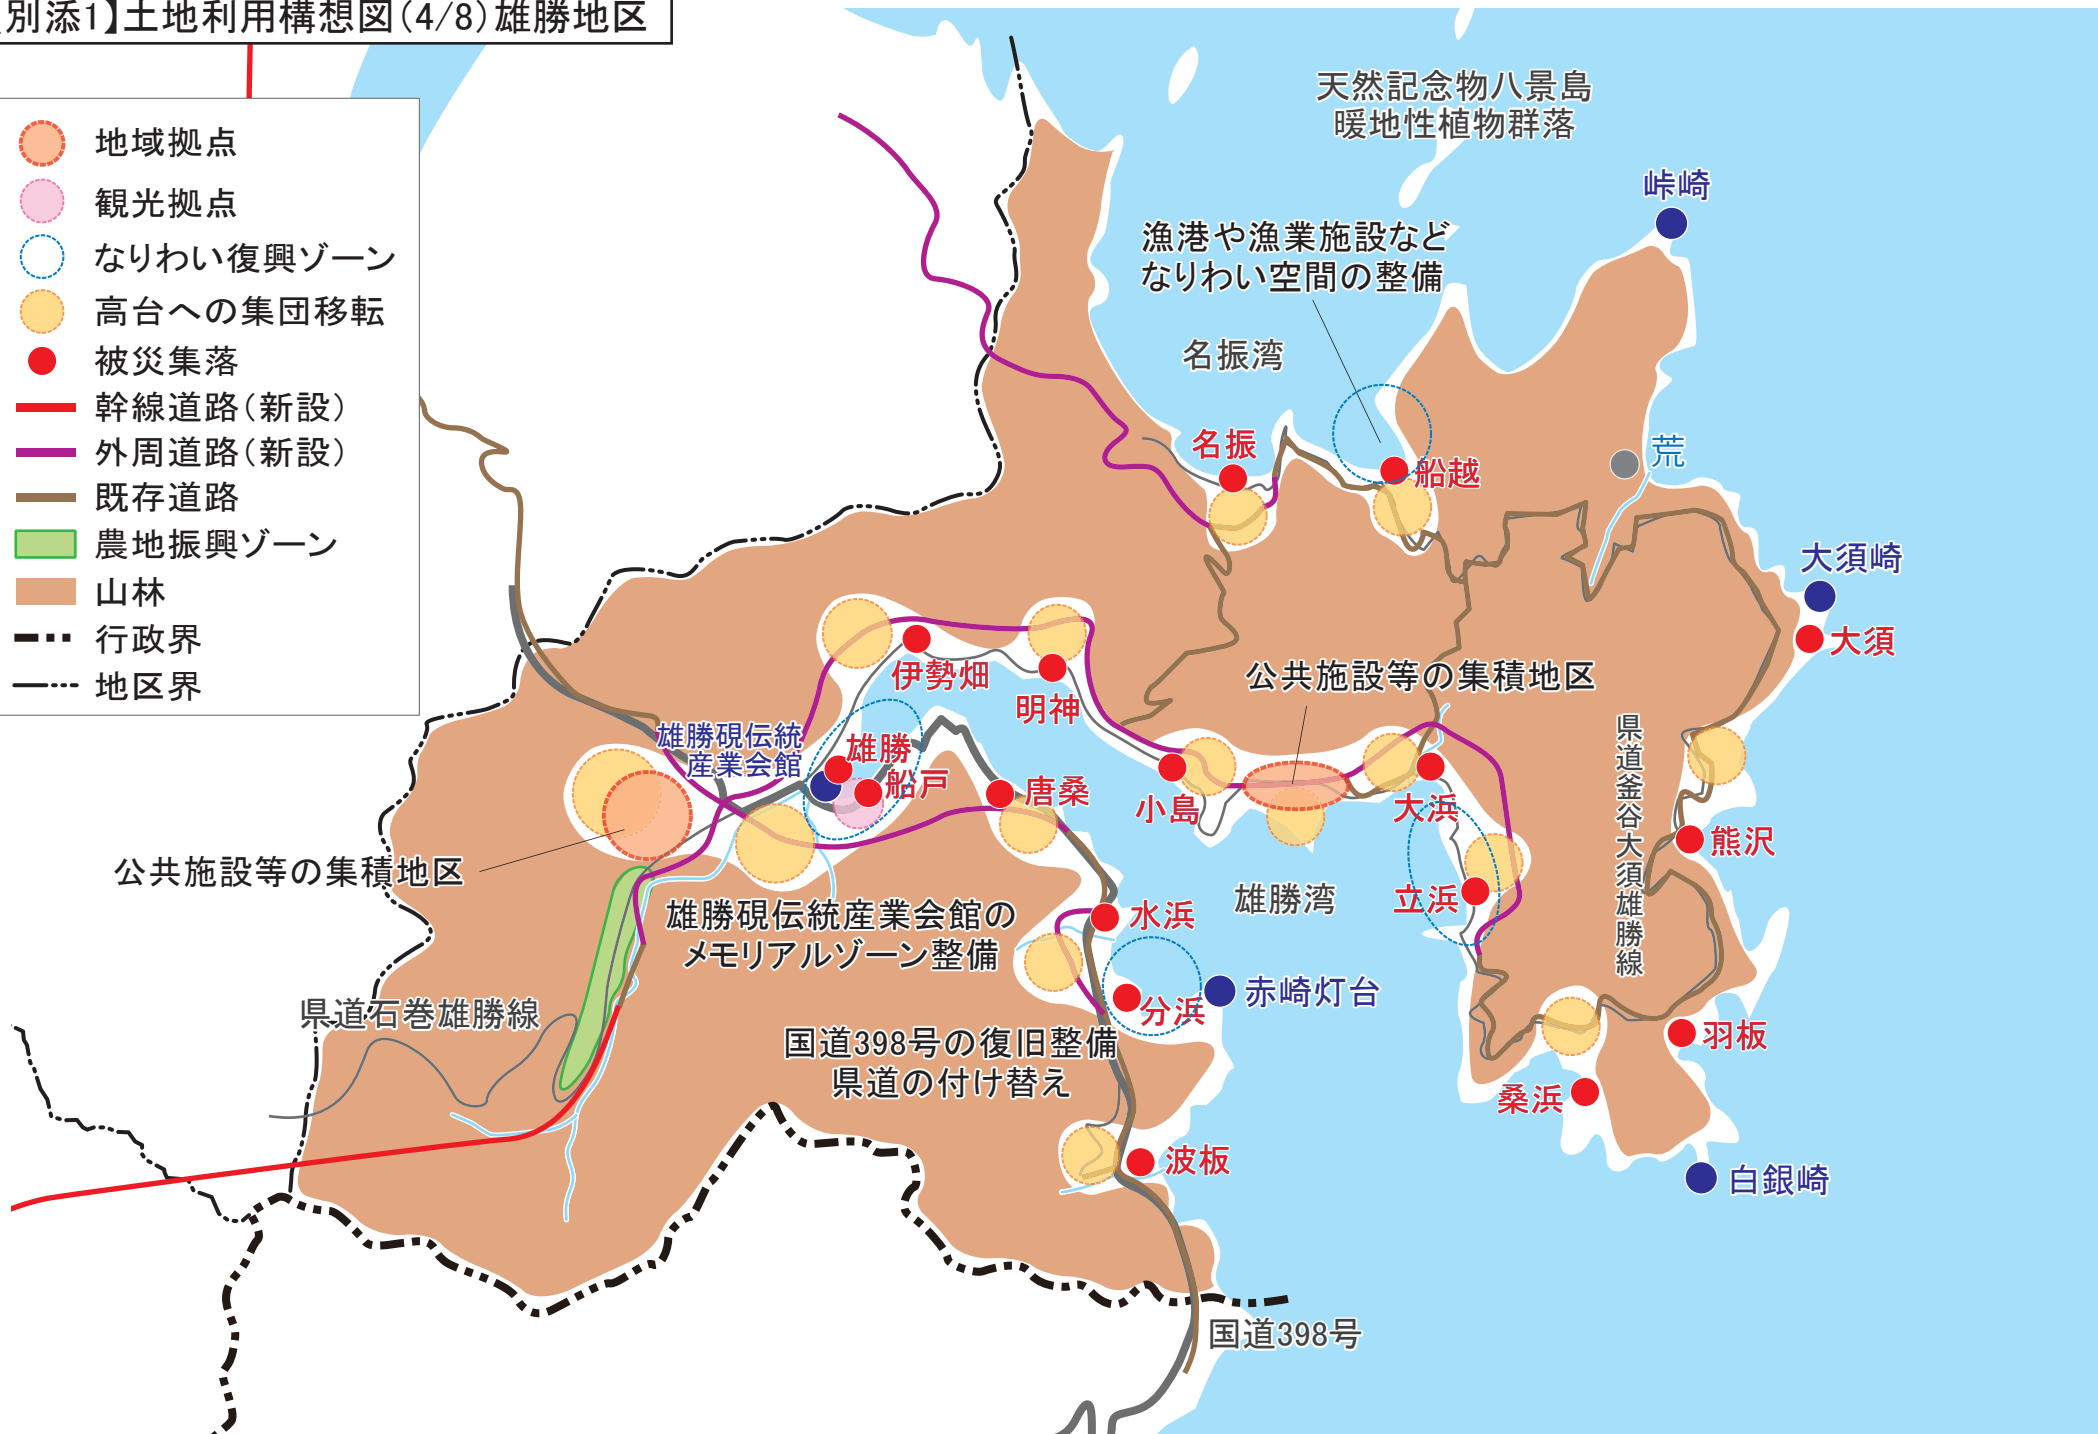 別添1】土地利用構想図（4/8）雄勝地区
地域拠点
観光拠点
なりわい復興ゾーン
高台への集団移転
被災集落
幹線道路（新設）
外周道路（新設）
既存道路
農地振興ゾーン
山林
行政界
地区界
天然記念物八景島
暖地性植物群落
峠崎
漁港や漁業施設など
なりわい空間の整備
名振湾
名振
船越
荒
大須崎
大須
伊勢畑
明神
公共施設等の集積地区
雄勝硯伝統
産業会館
雄勝
船戸
唐桑
小島
大浜
県道釜谷大須雄勝線
熊沢
公共施設等の集積地区
雄勝硯伝統産業会館の
メモリアルゾーン整備
水浜
雄勝湾
立浜
赤崎灯台
分浜
県道石巻雄勝線
国道398号の復旧整備
県道の付け替え
羽板
桑浜
波板
白銀崎
国道398号